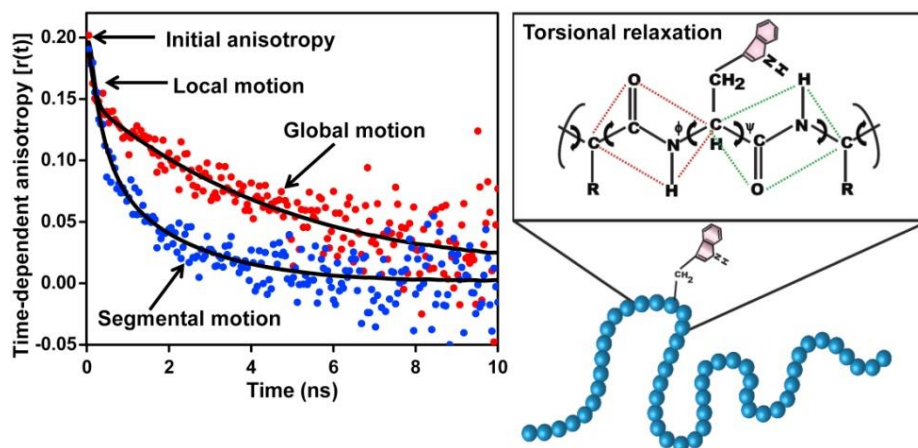 Time-dependent anisotropy [r(t)]
0.20
0.15
0.10
0.05
0.00
-0.05
Initial anisotropy
Local motion
Global motion
Segmental motion
0
2
4
6
8
10
Time (ns)
Torsional relaxation
N
H
CH2
O
H
C
C
N
ϕ
C
ψ
C
N
C
H
R
H
O
R
N
H
CH2